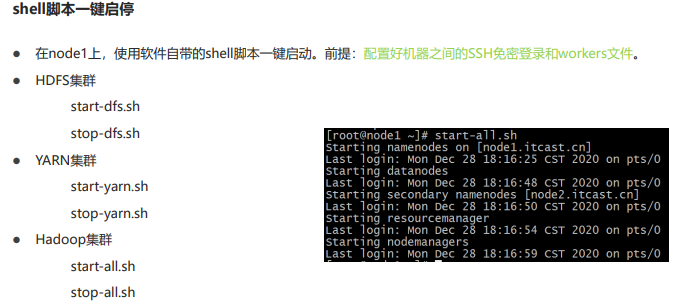 shell脚本一键启停
● 在node1上，使用软件自带的shell脚本一键启动。前提：配置好机器之间的SSH免密登录和workers文件。
● HDFS集群
start-dfs.sh
stop-dfs.sh
● YARN集群
start-yarn.sh
stop-yarn.sh
● Hadoop集群
start-all.sh
stop-all.sh
[root@node1 ~]# start-all.sh
Starting namenodes on [node1.itcast.cn]
Last login: Mon Dec 28 18:16:25 CST 2020 on pts/0
Starting datanodes
Last login: Mon Dec 28 18:16:48 CST 2020 on pts/0
Starting secondary namenodes [node2.itcast.cn]
Last login: Mon Dec 28 18:16:50 CST 2020 on pts/0
Starting resourcemanager
Last login: Mon Dec 28 18:16:54 CST 2020 on pts/0
Starting nodemanagers
Last login: Mon Dec 28 18:16:59 CST 2020 on pts/0